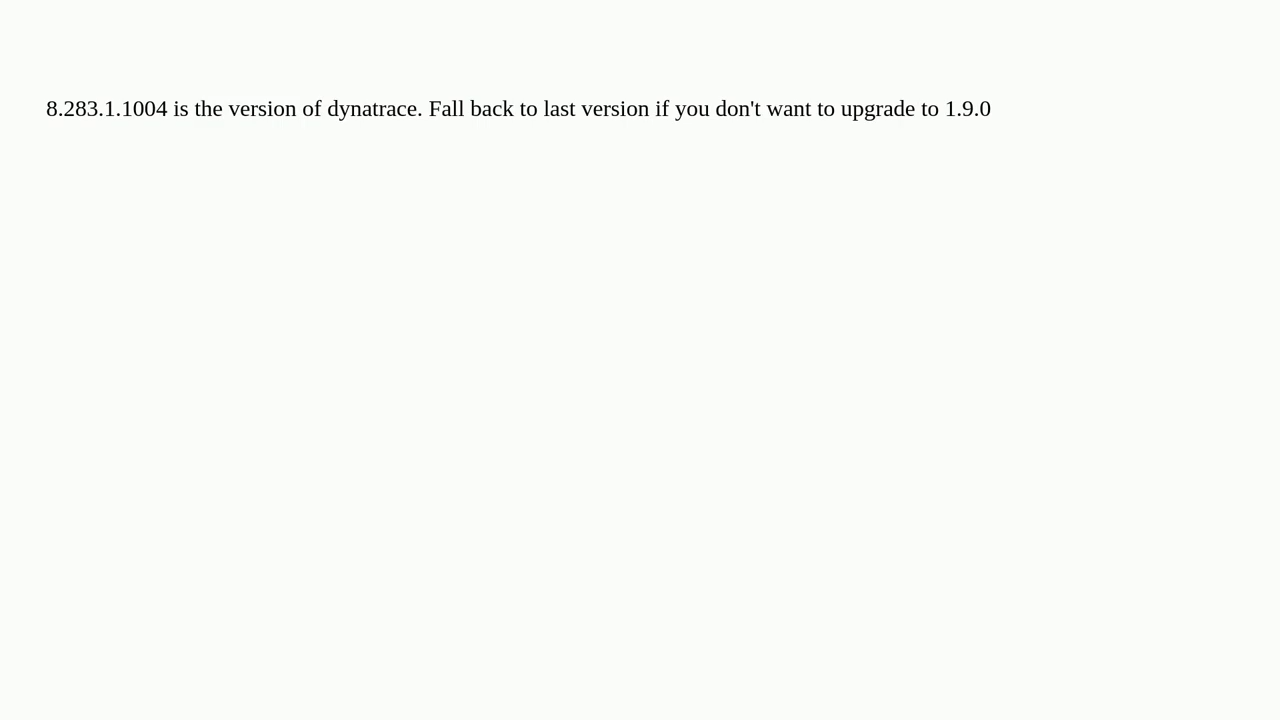 8.283.1.1004 is the version of dynatrace. Fall back to last version if you don't want to upgrade to 1.9.0